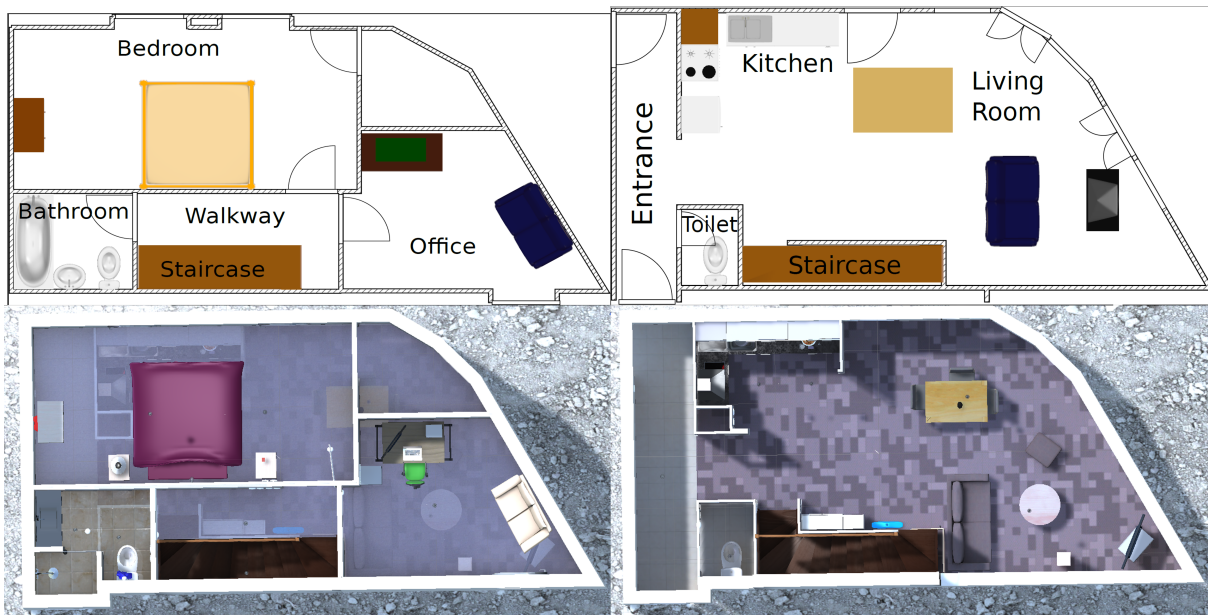 Bedroom
Bathroom
Walkway
Staircase
Office
Entrance
Kitchen
Living
Room
Toilet
Staircase